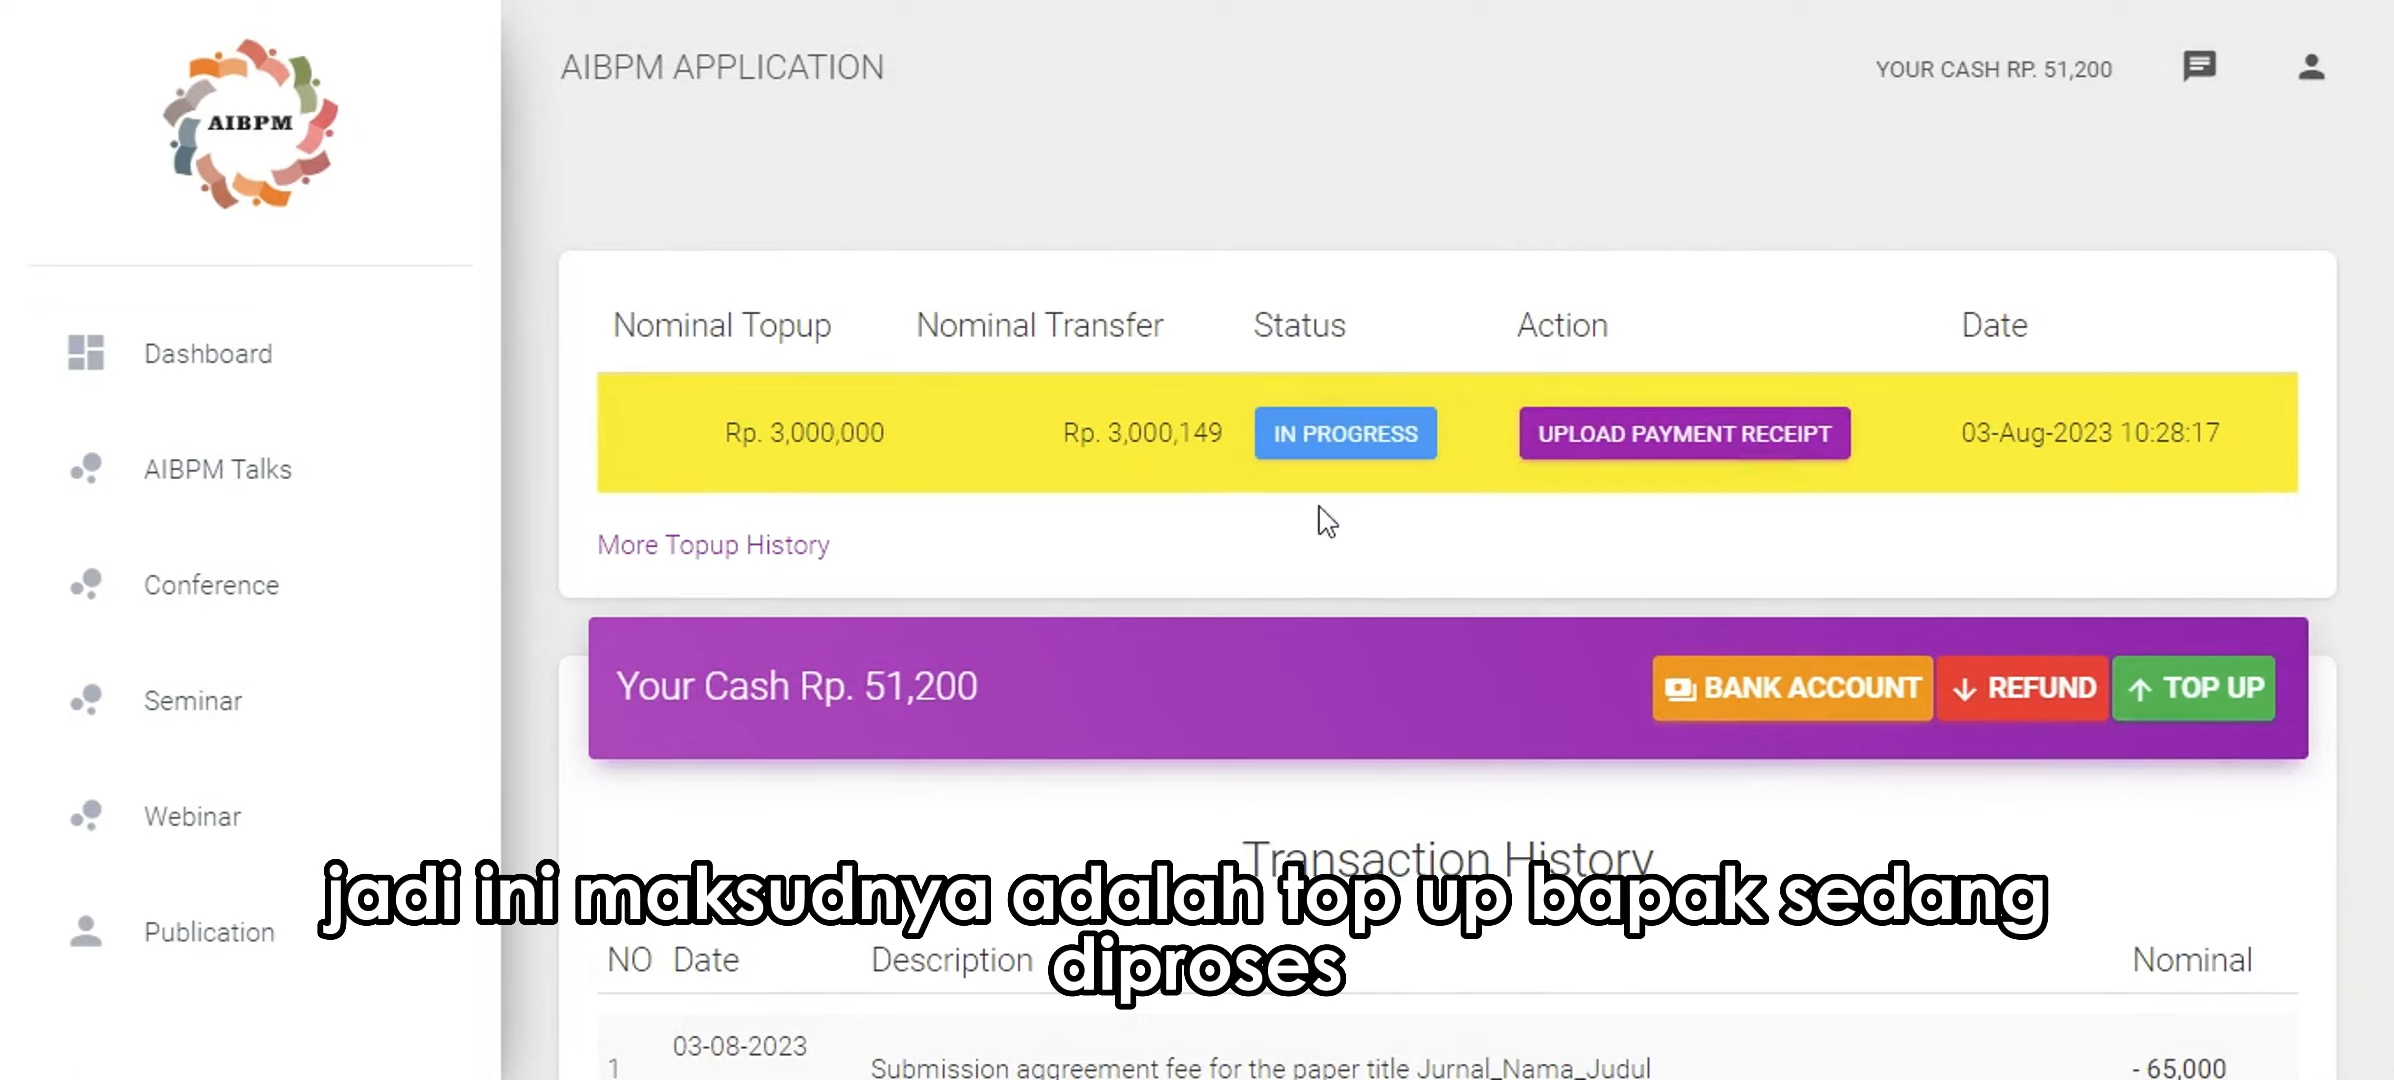 AIBPM
AIBPM APPLICATION
YOUR CASH RP. 51,200
Dashboard
AIBPM Talks
Conference
Seminar
Webinar
Publication
Nominal Topup Nominal Transfer Status Action Date
Rp. 3,000,000 Rp. 3,000,149 IN PROGRESS UPLOAD PAYMENT RECEIPT 03-Aug-2023 10:28:17
More Topup History
Your Cash Rp. 51,200
BANK ACCOUNT REFUND TOP UP
Transaction History
jadi ini maksudnya adalah top up bapak sedang
diproses
NO Date Description Nominal
03-08-2023
1 Submission aggreement fee for the paper title Jurnal_Nama_Judul - 65,000